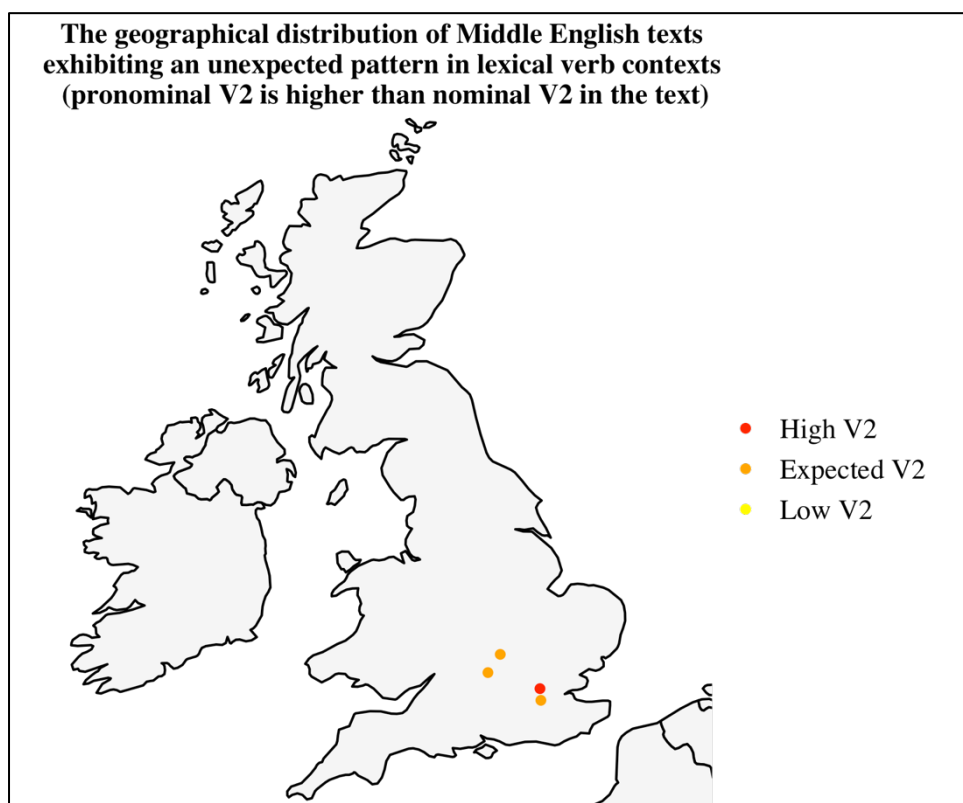 The geographical distribution of Middle English texts
exhibiting an unexpected pattern in lexical verb contexts
(pronominal V2 is higher than nominal V2 in the text)
High V2
Expected V2
Low V2